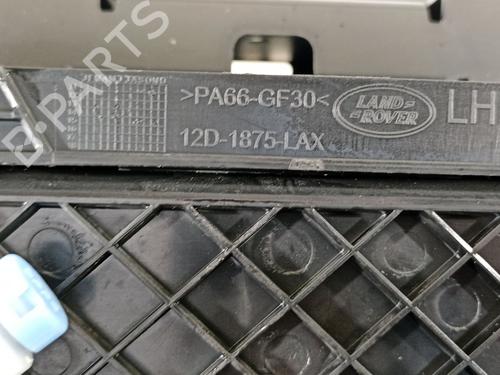 >PA66-GF30<
LAND
ROVER
LH
12D-1875-LAX
B-PARTS